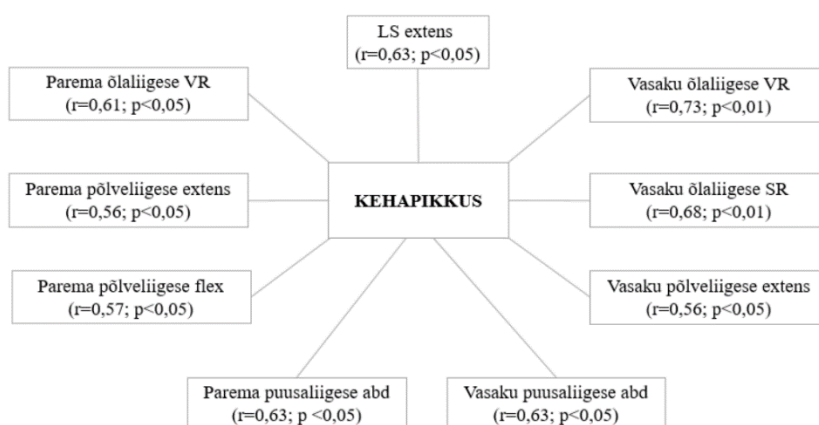 LS extens
(r=0,63; p<0,05)
Parema õlaliigese VR
(r=0,61; p<0,05)
Vasaku õlaliigese VR
(r=0,73; p<0,01)
Parema põlveliigese extens
(r=0,56; p<0,05)
KEHAPIKKUS
Vasaku õlaliigese SR
(r=0,68; p<0,01)
Parema põlveliigese flex
(r=0,57; p<0,05)
Vasaku põlveliigese extens
(r=0,56; p<0,05)
Parema puusaliigese abd
(r=0,63; p <0,05)
Vasaku puusaliigese abd
(r=0,63; p<0,05)